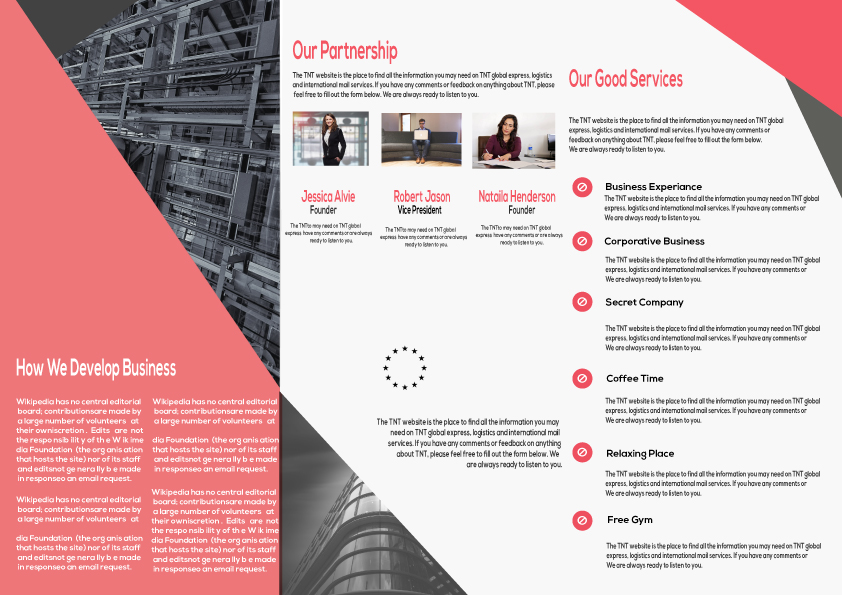 How We Develop Business
Wikipedia has no central editorial
board; contributionsare made by
a large number of volunteers at
their owniscretion. Edits are not
the respo nsib ilit y of th e W ik ime
dia Foundation (the org anis ation
that hosts the site) nor of its staff
and editsnot ge nera lly b e made
in responseo an email request.
Wikipedia has no central editorial
board; contributionsare made by
a large number of volunteers at
dia Foundation (the org anis ation
that hosts the site) nor of its staff
and editsnot ge nera lly b e made
in responseo an email request.
Wikipedia has no central editorial
board; contributionsare made by
a large number of volunteers at
dia Foundation (the org anis ation
that hosts the site) nor of its staff
and editsnot ge nera lly b e made
in responseo an email request.
Wikipedia has no central editorial
board; contributionsare made by
a large number of volunteers at
their owniscretion. Edits are not
the respo nsib ilit y of th e W ik ime
dia Foundation (the org anis ation
that hosts the site) nor of its staff
and editsnot ge nera lly b e made
in responseo an email request.
Our Partnership
The TNT website is the place to find all the information you may need on TNT global express, logistics
and international mail services. If you have any comments or feedback on anything about TNT, please
feel free to fill out the form below. We are always ready to listen to you.
Jessica Alvie
Founder
The TNTto may need on TNT global
express have any comments or are always
ready to listen to you.
Robert Jason
Vice President
The TNTto may need on TNT global
express have any comments or are always
ready to listen to you.
Nataila Henderson
Founder
The TNTto may need on TNT global
express have any comments or are always
ready to listen to you.
The TNT website is the place to find all the information you may
need on TNT global express, logistics and international mail
services. If you have any comments or feedback on anything
about TNT, please feel free to fill out the form below. We
are always ready to listen to you.
Our Good Services
The TNT website is the place to find all the information you may need on TNT global
express, logistics and international mail services. If you have any comments or
feedback on anything about TNT, please feel free to fill out the form below.
We are always ready to listen to you.
Business Experiance
The TNT website is the place to find all the information you may need on TNT global
express, logistics and international mail services. If you have any comments or
We are always ready to listen to you.
Corporative Business
The TNT website is the place to find all the information you may need on TNT global
express, logistics and international mail services. If you have any comments or
We are always ready to listen to you.
Secret Company
The TNT website is the place to find all the information you may need on TNT global
express, logistics and international mail services. If you have any comments or
We are always ready to listen to you.
Coffee Time
The TNT website is the place to find all the information you may need on TNT global
express, logistics and international mail services. If you have any comments or
We are always ready to listen to you.
Relaxing Place
The TNT website is the place to find all the information you may need on TNT global
express, logistics and international mail services. If you have any comments or
We are always ready to listen to you.
Free Gym
The TNT website is the place to find all the information you may need on TNT global
express, logistics and international mail services. If you have any comments or
We are always ready to listen to you.